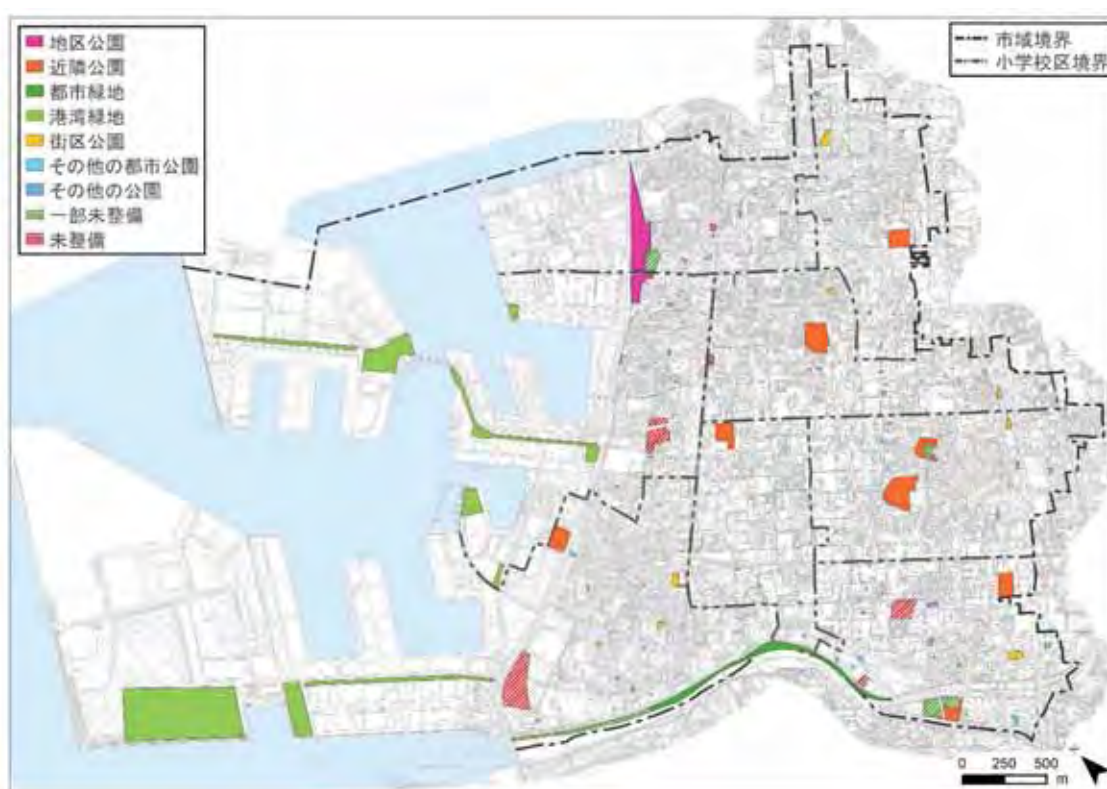 地区公園
近隣公園
都市緑地
港湾緑地
街区公園
その他の都市公園
その他の公園
一部未整備
未整備
市域境界
小学校区境界
0 250 500
m